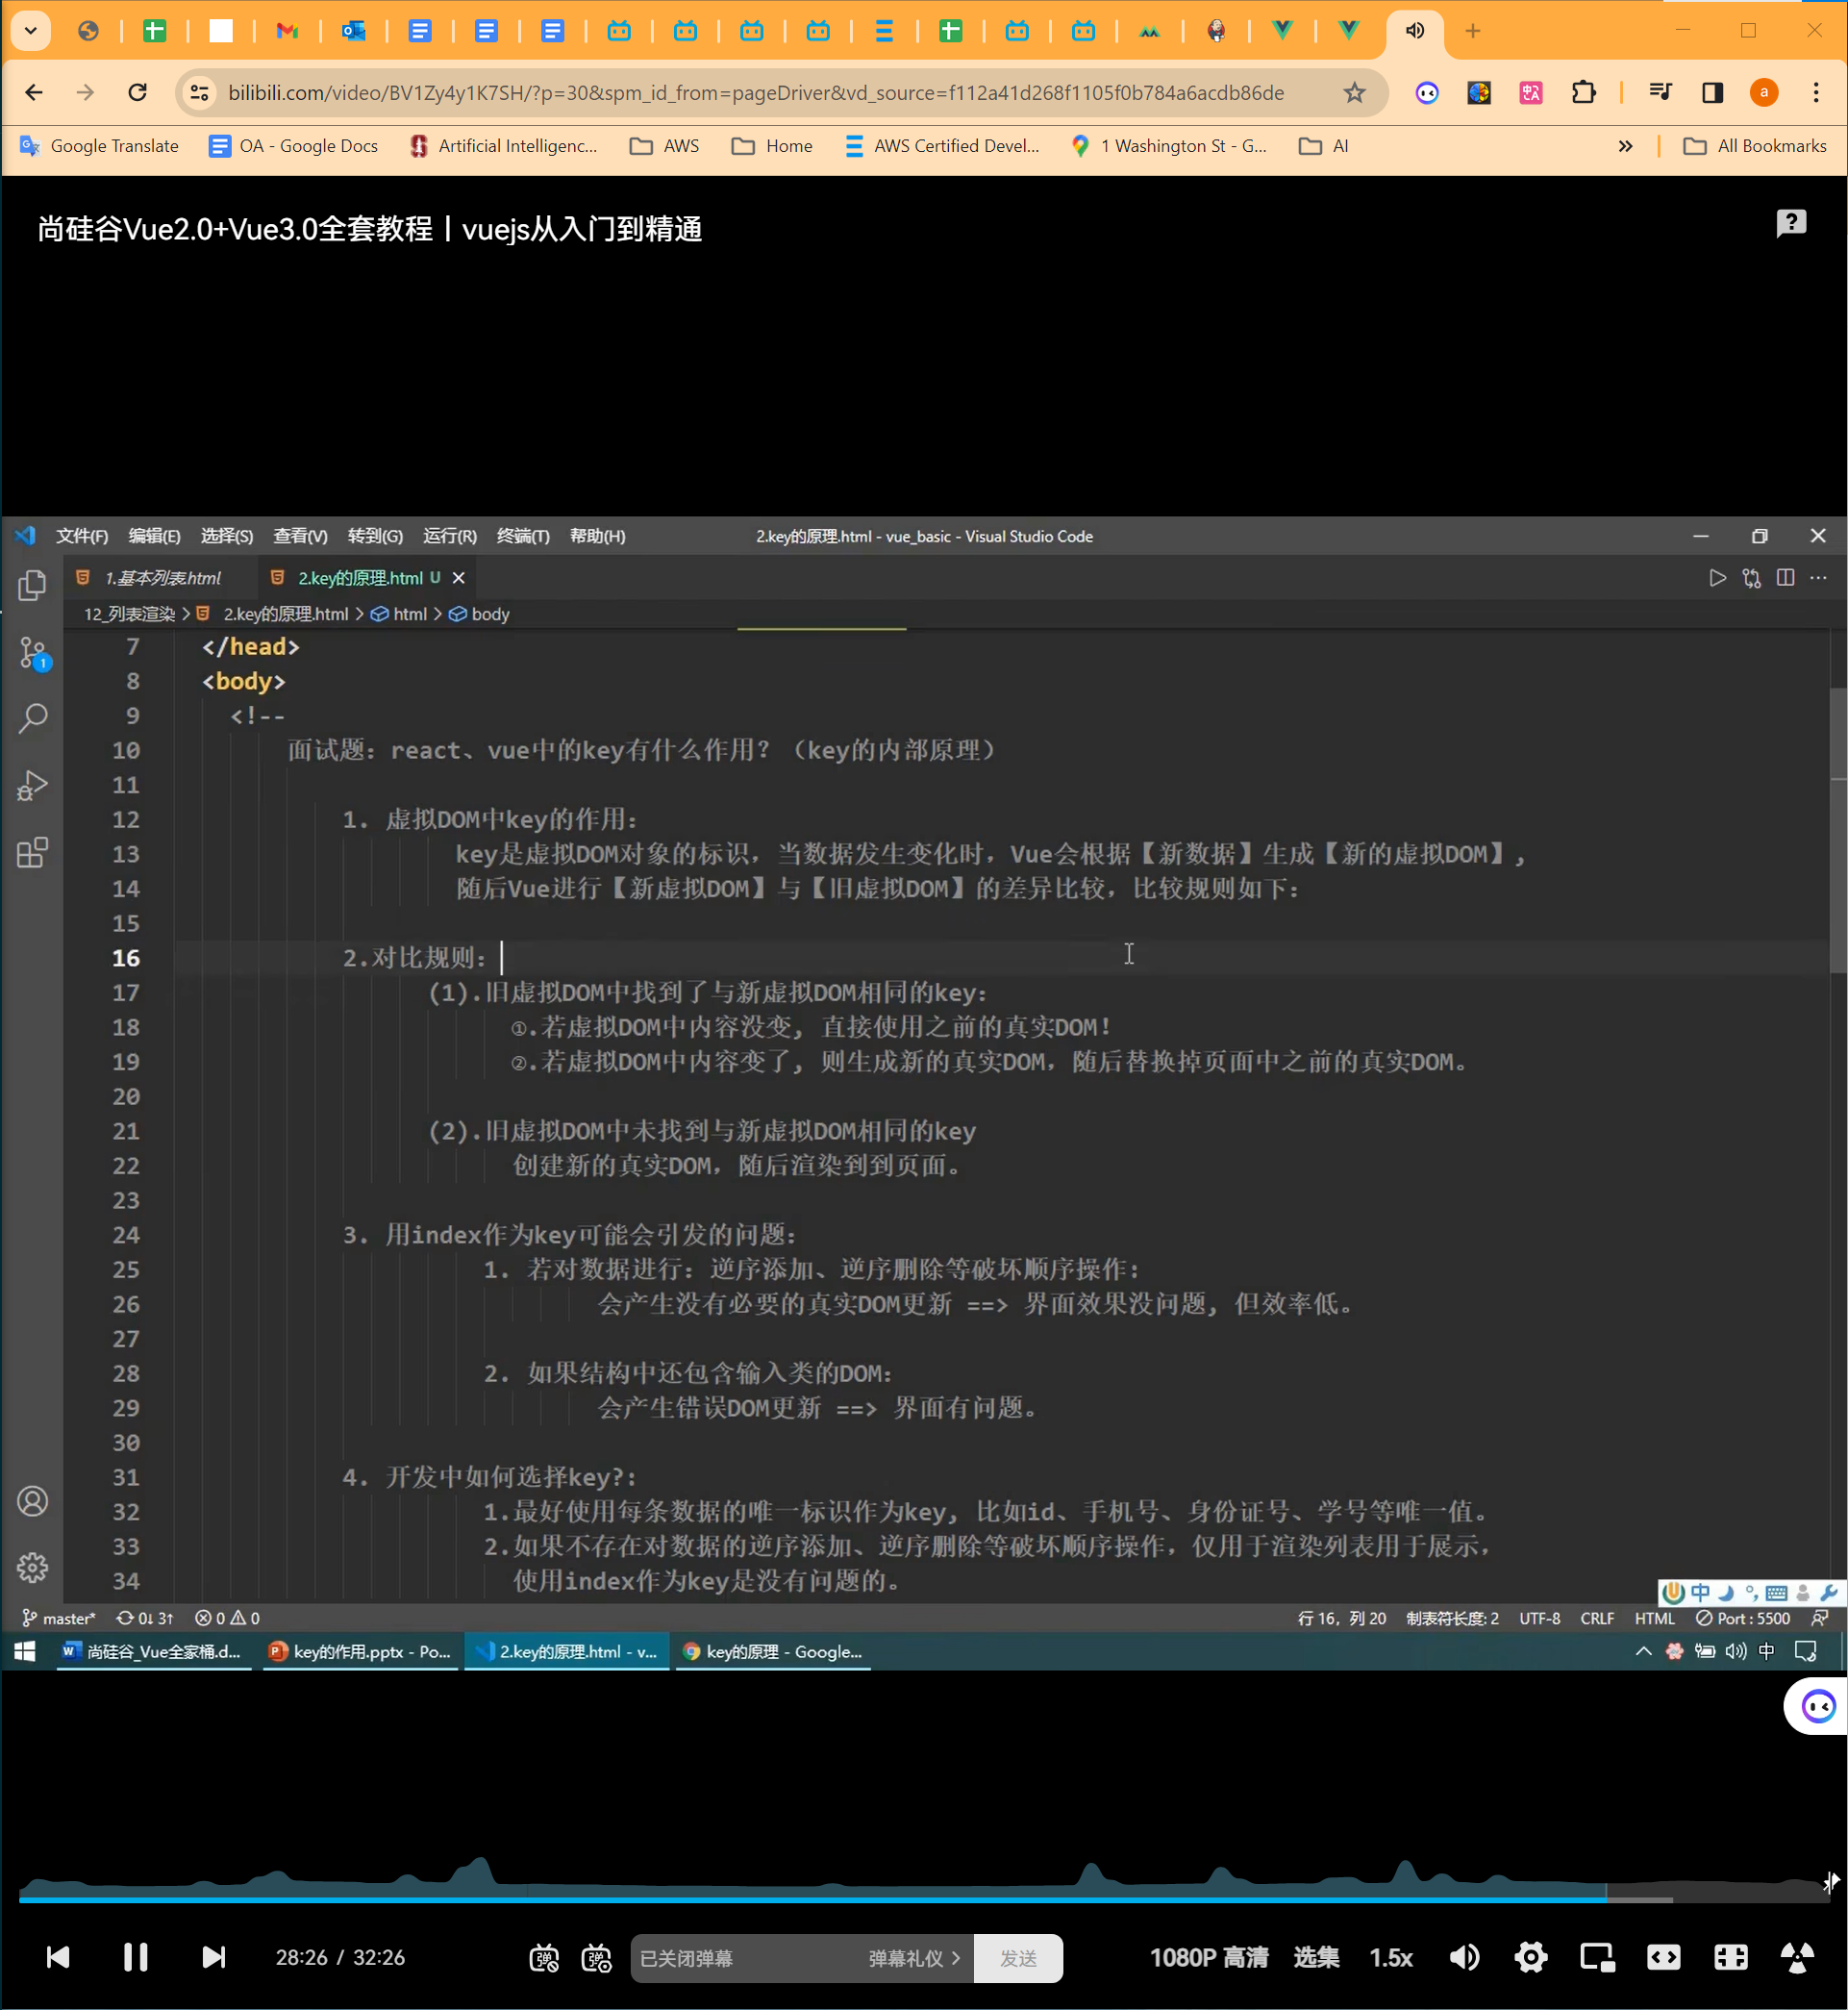 bilibili.com/video/BV1Zy4y1K7SH/?p=30&spm_id_from=pageDriver&vd_source=f112a41d268f1105f0b784a6acdb86de
a
Google Translate
OA - Google Docs
Artificial Intelligenc...
AWS
Home
AWS Certified Devel...
1 Washington St - G...
AI
All Bookmarks
尚硅谷Vue2.0+Vue3.0全套教程丨vuejs从入门到精通
文件(F) 编辑(E) 选择(S) 查看(V) 转到(G) 运行(R) 终端(T) 帮助(H)
2.key的原理.html - vue_basic - Visual Studio Code
1.基本列表.html
2.key的原理.html U
12_列表渲染 > 2.key的原理.html > html > body
7 </head>
8 <body>
9 <!--
10 面试题：react、vue中的key有什么作用？（key的内部原理）
11
12 1. 虚拟DOM中key的作用：
13 key是虚拟DOM对象的标识，当数据发生变化时，Vue会根据【新数据】生成【新的虚拟DOM】,
14 随后Vue进行【新虚拟DOM】与【旧虚拟DOM】的差异比较，比较规则如下：
15
16 2.对比规则：
17 (1).旧虚拟DOM中找到了与新虚拟DOM相同的key：
18 ①.若虚拟DOM中内容没变, 直接使用之前的真实DOM！
19 ②.若虚拟DOM中内容变了, 则生成新的真实DOM，随后替换掉页面中之前的真实DOM。
20
21 (2).旧虚拟DOM中未找到与新虚拟DOM相同的key
22 创建新的真实DOM，随后渲染到到页面。
23
24 3. 用index作为key可能会引发的问题：
25 1. 若对数据进行：逆序添加、逆序删除等破坏顺序操作:
26 会产生没有必要的真实DOM更新 ==> 界面效果没问题, 但效率低。
27
28 2. 如果结构中还包含输入类的DOM：
29 会产生错误DOM更新 ==> 界面有问题。
30
31 4. 开发中如何选择key?:
32 1.最好使用每条数据的唯一标识作为key, 比如id、手机号、身份证号、学号等唯一值。
33 2.如果不存在对数据的逆序添加、逆序删除等破坏顺序操作，仅用于渲染列表用于展示，
34 使用index作为key是没有问题的。
1
中
master* 0↓ 3↑ 0 0
行 16，列 20 制表符长度: 2 UTF-8 CRLF HTML Port : 5500
尚硅谷_Vue全家桶.d...
key的作用.pptx - Po...
2.key的原理.html - v...
key的原理 - Google...
中
28:26 / 32:26
已关闭弹幕 弹幕礼仪 >
发送
1080P 高清 选集 1.5x